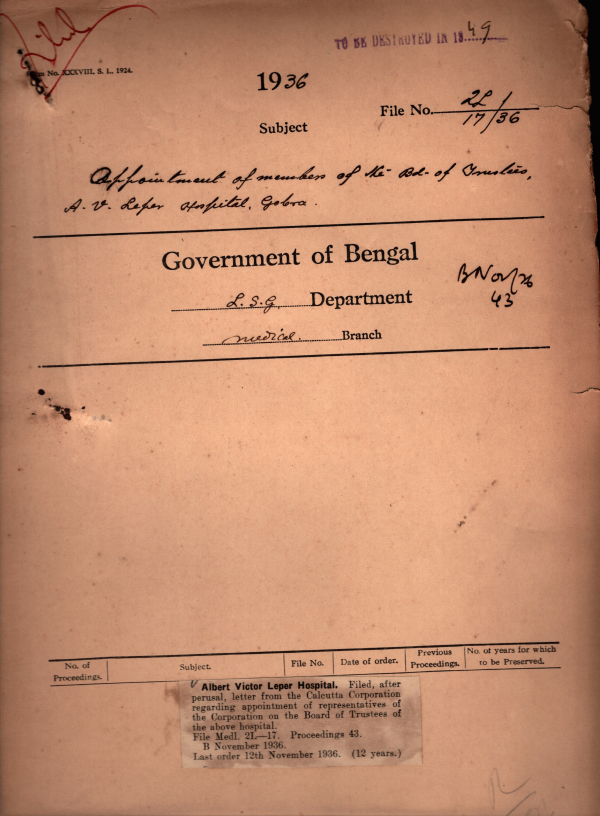 TO BE DESTROYED IN 1949
No. XXXVIII, S. I., 1924.
1936
File No. 2L/1
17/36
Subject
Appointment of members of the Bd. of Trustees,
A. V. Leper Hospital, Gobra.
Government of Bengal
B Nov/36
43
L. S. G. Department
Medical Branch
No. of Proceedings. Subject. File No. Date of order. Previous Proceedings. No. of years for which to be Preserved.
Albert Victor Leper Hospital. Filed, after
perusal, letter from the Calcutta Corporation
regarding appointment of representatives of
the Corporation on the Board of Trustees of
the above hospital.
File Medl. 2L—17. Proceedings 43.
B November 1936.
Last order 12th November 1936. (12 years.)